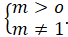 {m > o
m ≠ 1.